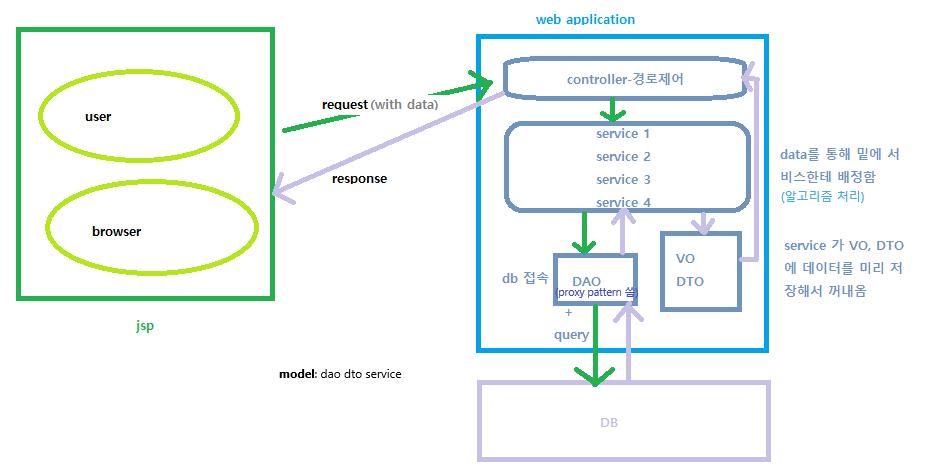 web application
controller-경로제어
user
request (with data)
service 1
service 2
service 3
service 4
data를 통해 밑에 서
비스한테 배정함
(알고리즘 처리)
response
browser
service 가 VO, DTO
에 데이터를 미리 저
장해서 꺼내옴
VO
DTO
db 접속
DAO
(proxy pattern 씀)
+
query
jsp
model: dao dto service
DB